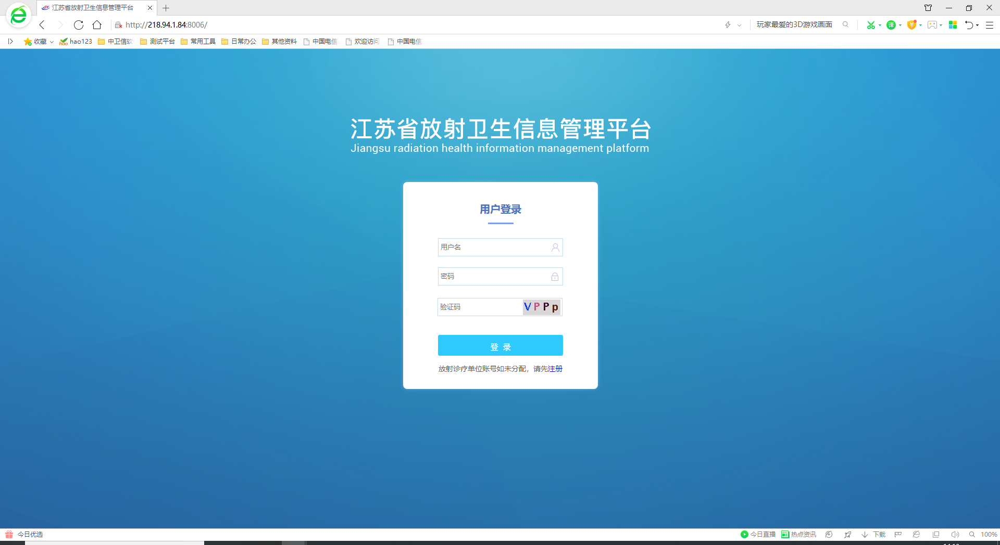 江苏省放射卫生信息管理平台
http://218.94.1.84:8006/
玩家最爱的3D游戏画面
译
收藏
hao123
中卫信软
测试平台
常用工具
日常办公
其他资料
中国电信
欢迎访问
中国电信
江苏省放射卫生信息管理平台
Jiangsu radiation health information management platform
用户登录
用户名
密码
验证码
VPPp
登 录
放射诊疗单位账号如未分配，请先注册
今日优选
今日直播
热点资讯
下载
100%